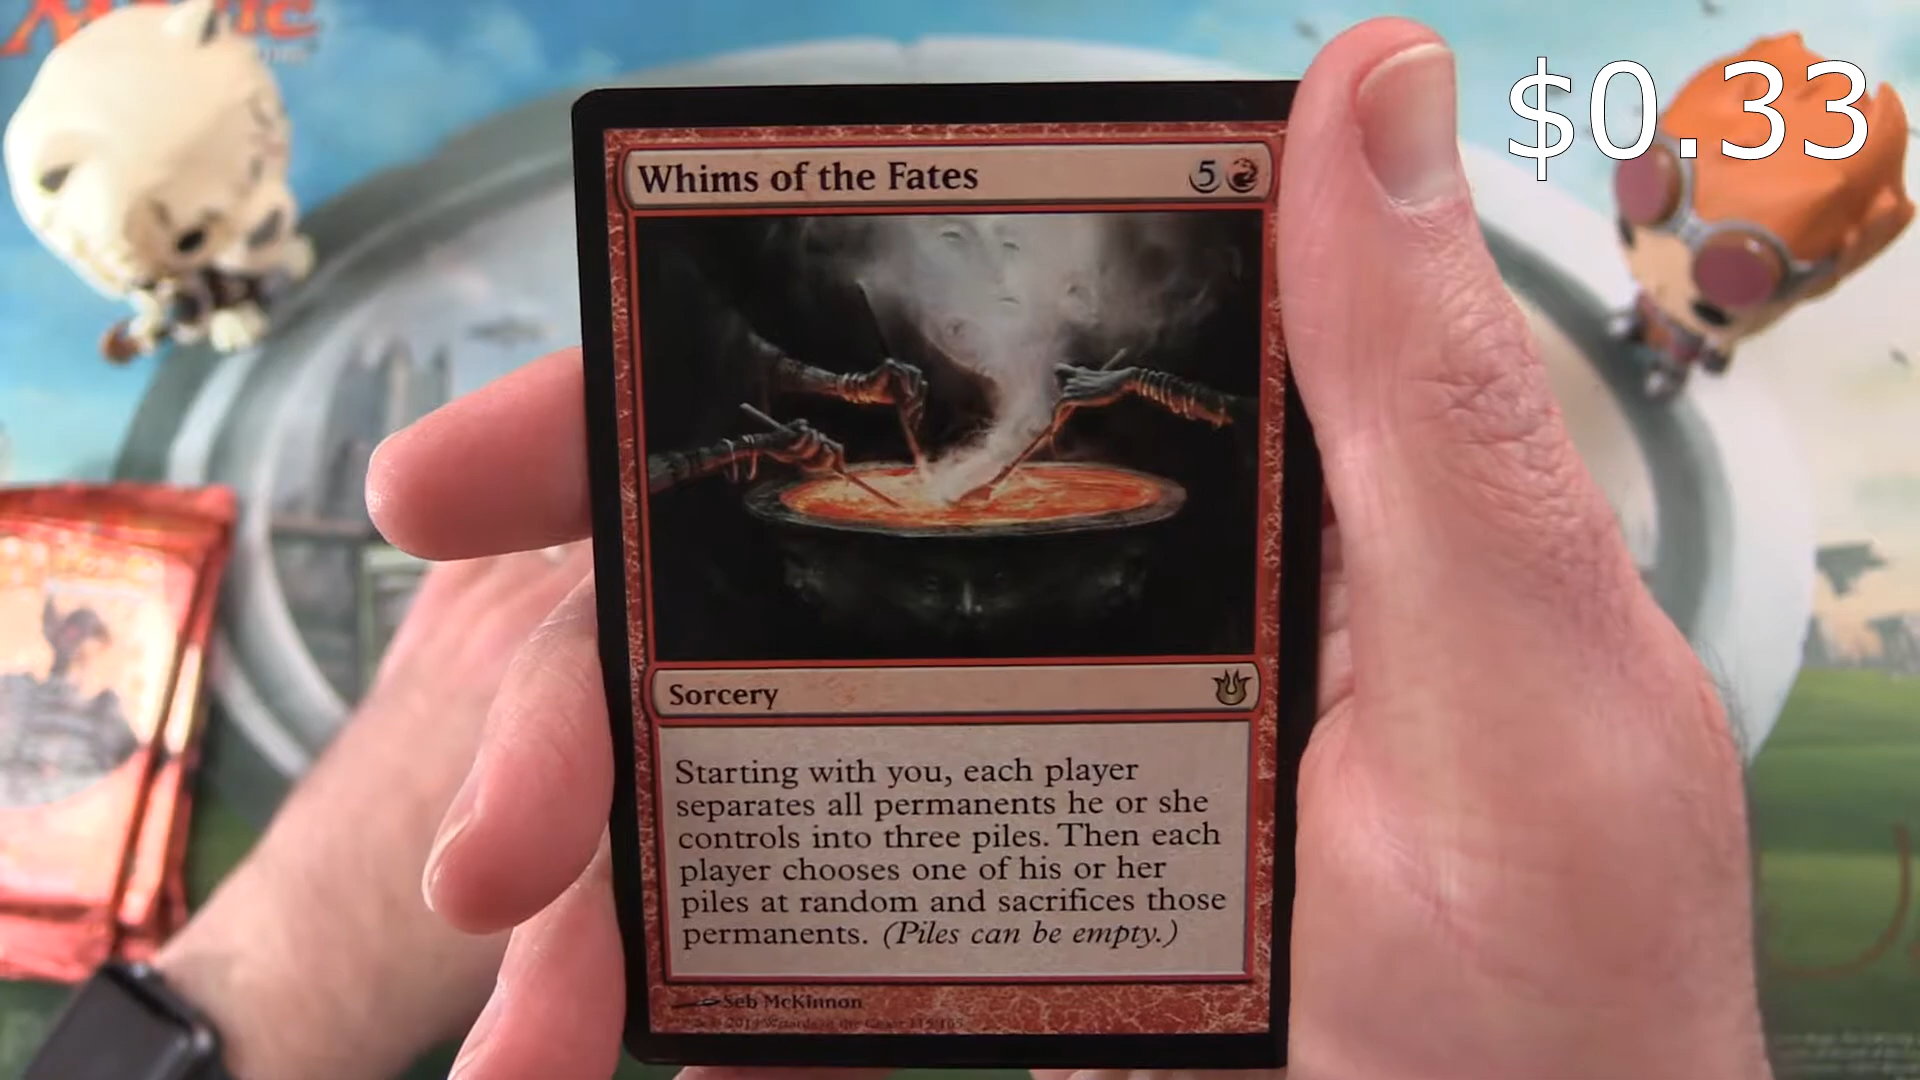 $0.33
Whims of the Fates 5
Sorcery
Starting with you, each player
separates all permanents he or she
controls into three piles. Then each
player chooses one of his or her
piles at random and sacrifices those
permanents. (Piles can be empty.)
Seb McKinnon